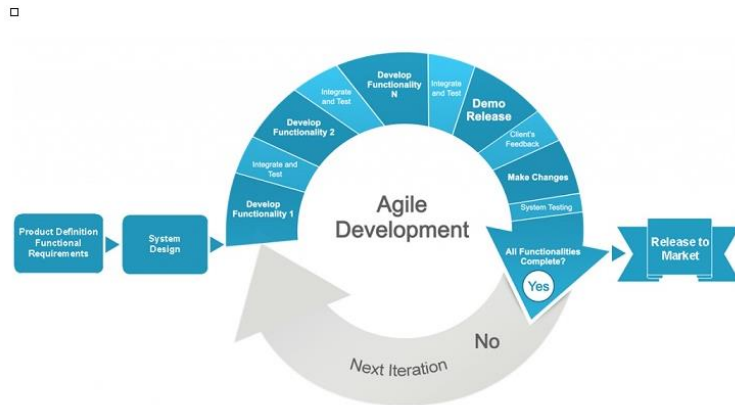 Product Definition
Functional
Requirements
System
Design
Develop
Functionality 1
Integrate and
Test
Develop
Functionality 2
Integrate
and Test
Develop
Functionality
N
Integrate
and Test
Demo
Release
Client's
Feedback
Make Changes
System Testing
All Functionalities
Complete?
Yes
No
Next Iteration
Agile
Development
Release to
Market